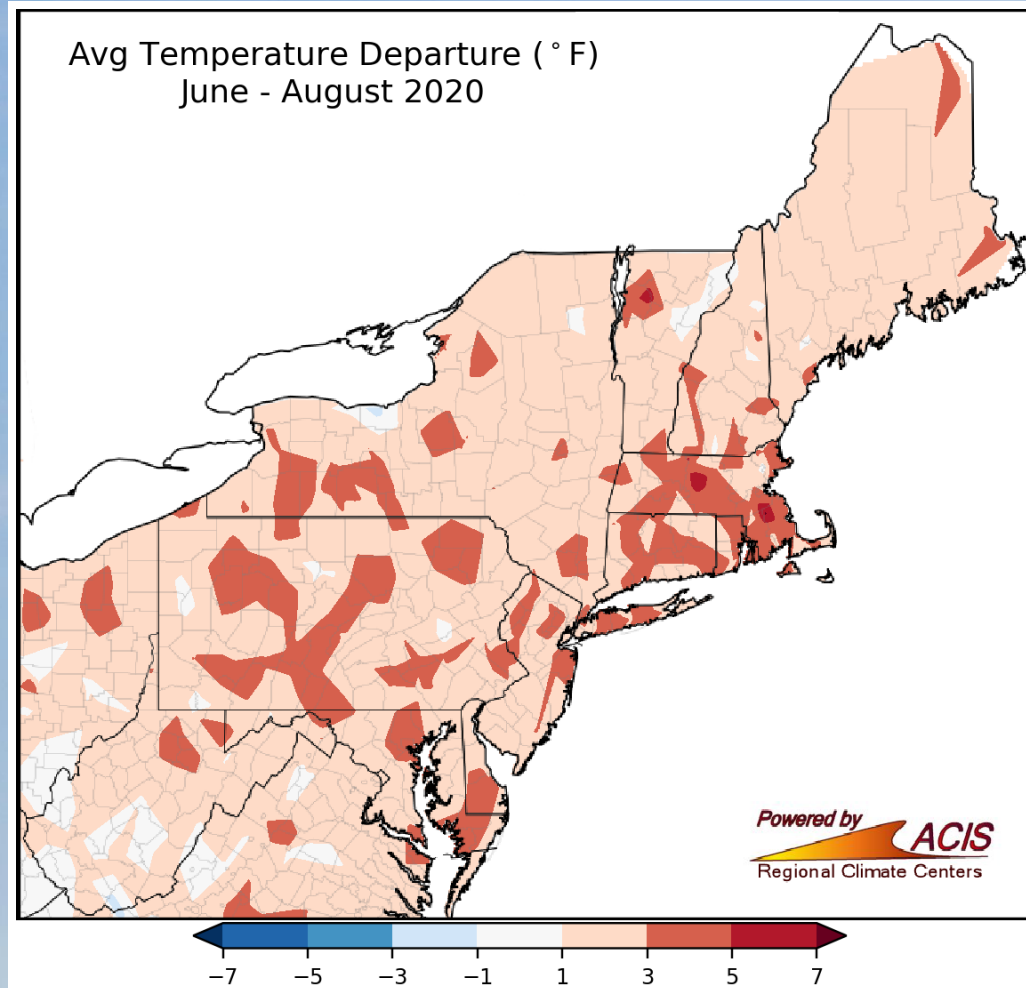 Avg Temperature Departure (°F)
June - August 2020
Powered by
ACIS
Regional Climate Centers
−7 −5 −3 −1 1 3 5 7